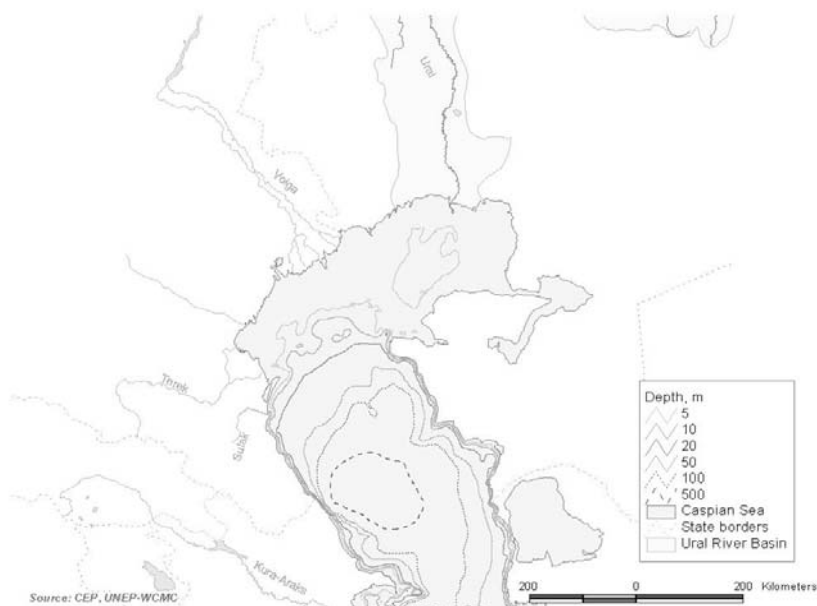 Ural
Volga
Terek
Sulak
Kura-Araks
Depth, m
5
10
20
50
100
500
Caspian Sea
State borders
Ural River Basin
Source: CEP, UNEP-WCMC
200 0 200 Kilometers